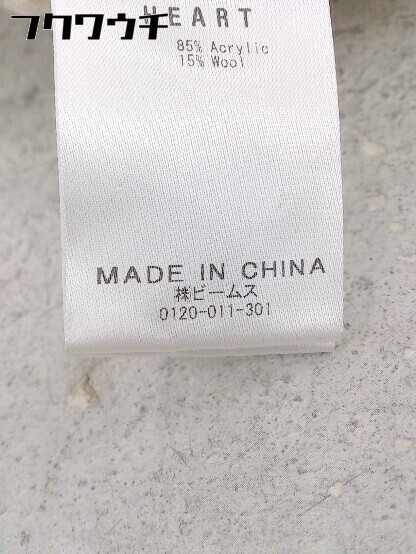 フクワウチ
HEART
85% Acrylic
15% Wool
MADE IN CHINA
㈱ビームス
0120-011-301